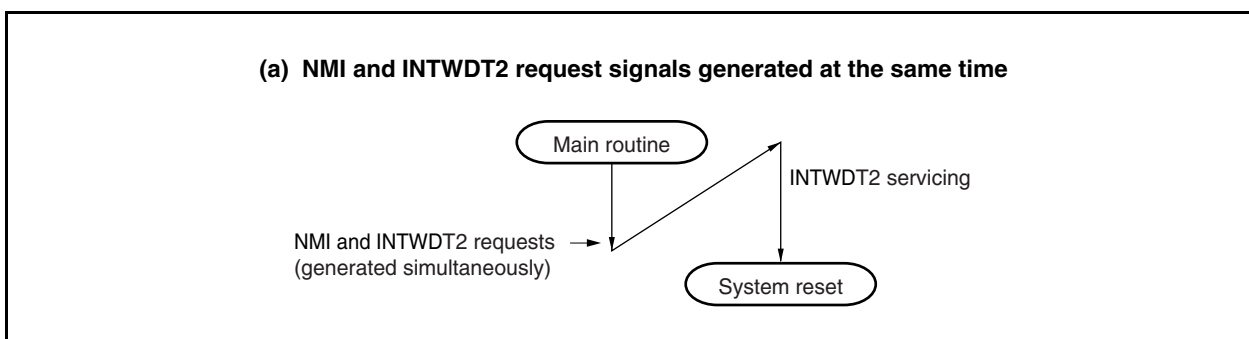 (a) NMI and INTWDT2 request signals generated at the same time
Main routine
INTWDT2 servicing
NMI and INTWDT2 requests
(generated simultaneously)
System reset